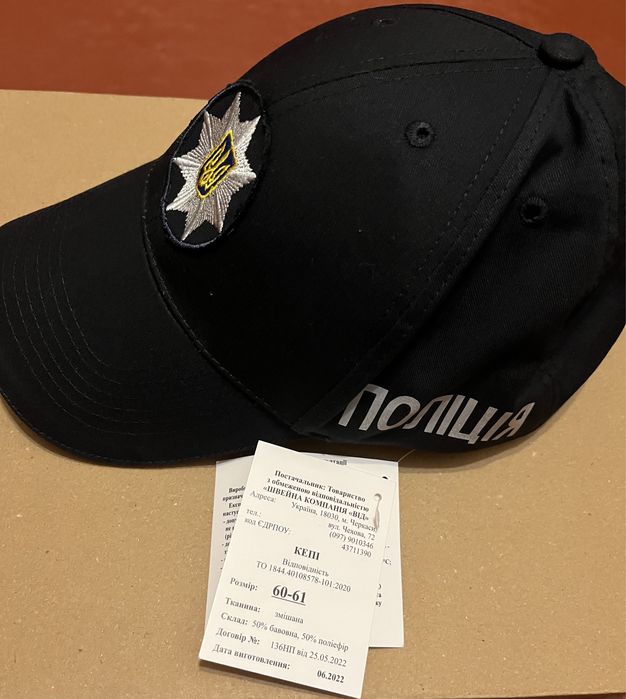 ПОЛІЦІЯ
Постачальник: Товариство
з обмеженою відповідальністю
«ШВЕЙНА КОМПАНІЯ «ВІД»
Адреса: Україна, 18030, м. Черкаси
вул. Чехова, 72
тел.: (097) 9010346
код ЄДРПОУ: 43711390
КЕПІ
Відповідність
ТО 1844.40108578-101:2020
Розмір: 60-61
Тканина: змішана
Склад: 50% бавовна, 50% поліефір
Договір №: 136НП від 25.05.2022
Дата виготовлення: 06.2022